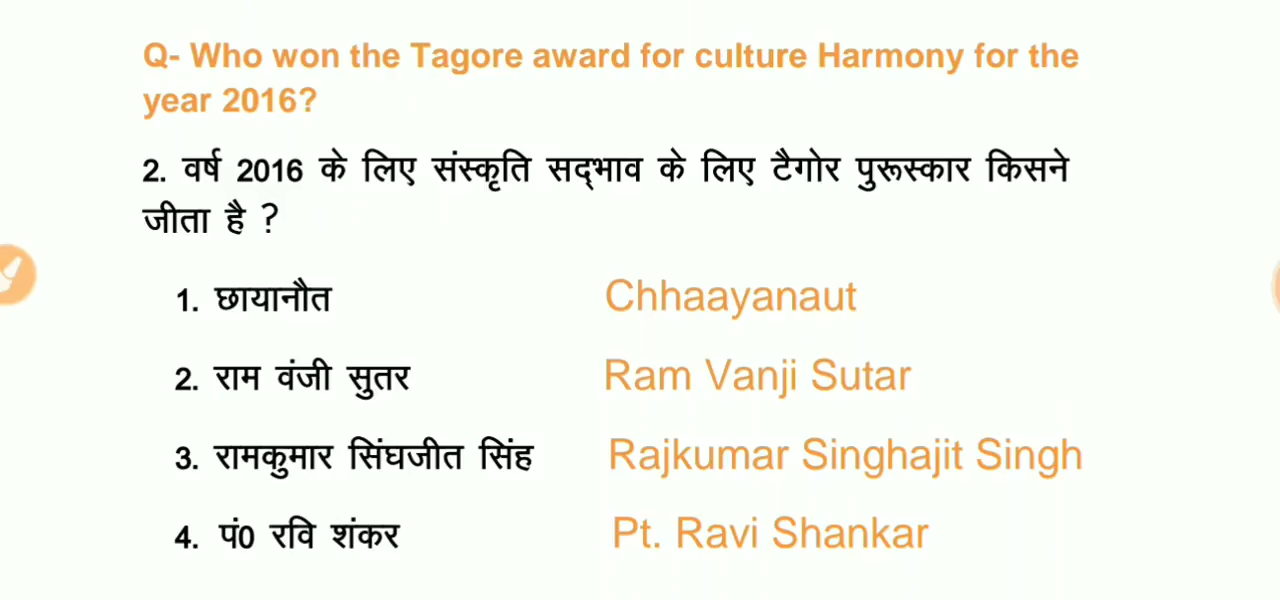 Q- Who won the Tagore award for culture Harmony for the
year 2016?
2. वर्ष 2016 के लिए संस्कृति सद्‌भाव के लिए टैगोर पुरूस्कार किसने
जीता है ?
1. छायानौत Chhaayanaut
2. राम वंजी सुतर Ram Vanji Sutar
3. रामकुमार सिंघजीत सिंह Rajkumar Singhajit Singh
4. पं0 रवि शंकर Pt. Ravi Shankar